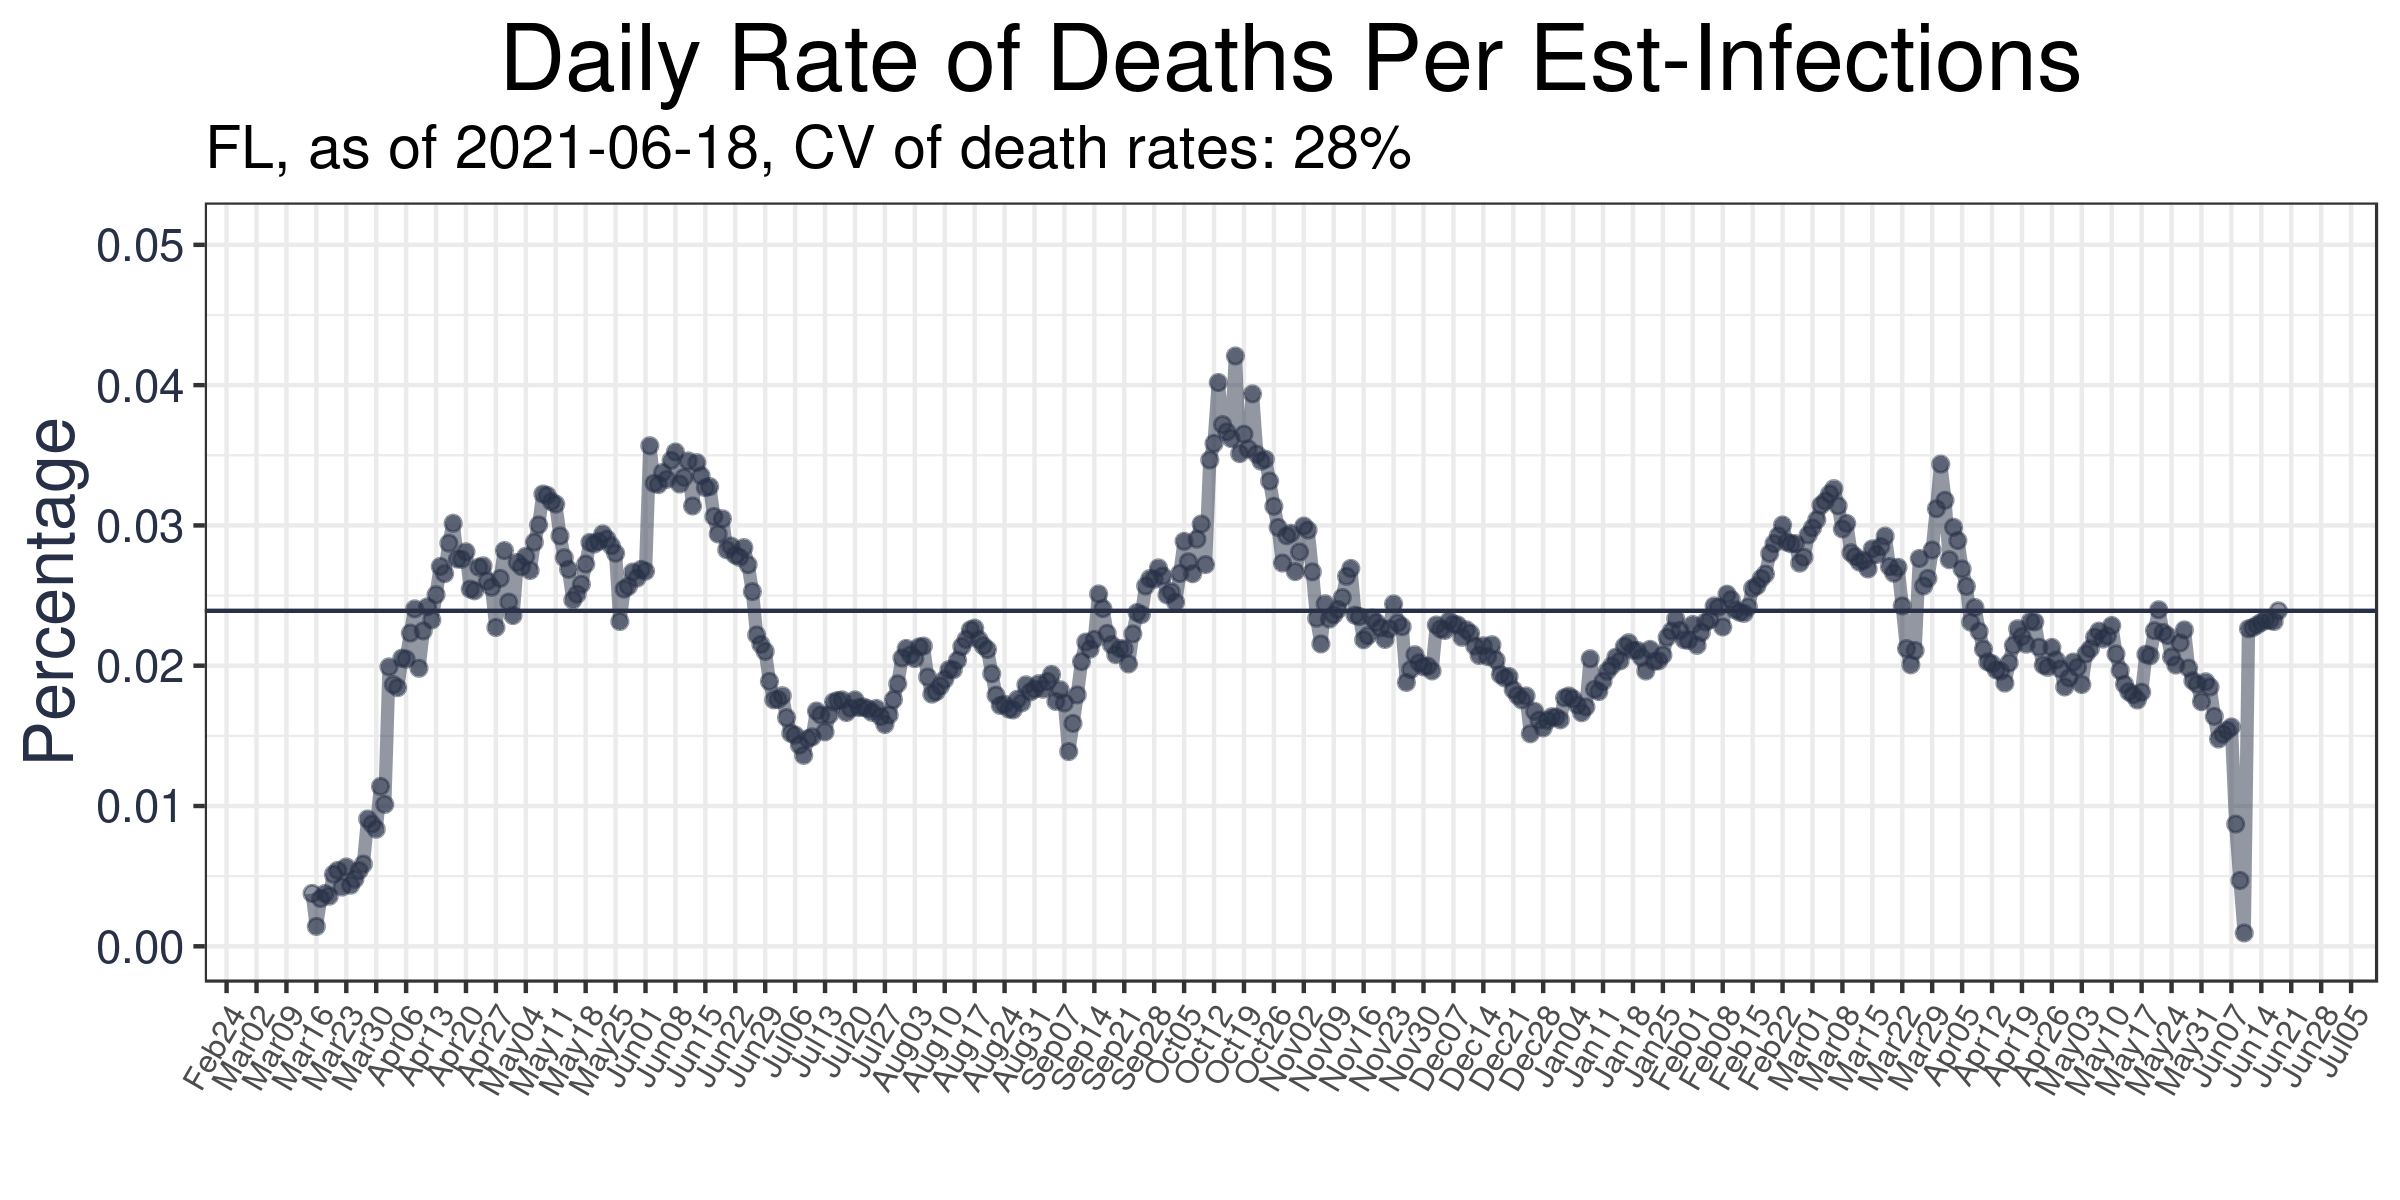 Daily Rate of Deaths Per Est-Infections
FL, as of 2021-06-18, CV of death rates: 28%
Percentage
0.05
0.04
0.03
0.02
0.01
0.00
Feb24
Mar02
Mar09
Mar16
Mar23
Mar30
Apr06
Apr13
Apr20
Apr27
May04
May11
May18
May25
Jun01
Jun08
Jun15
Jun22
Jun29
Jul06
Jul13
Jul20
Jul27
Aug03
Aug10
Aug17
Aug24
Aug31
Sep07
Sep14
Sep21
Sep28
Oct05
Oct12
Oct19
Oct26
Nov02
Nov09
Nov16
Nov23
Nov30
Dec07
Dec14
Dec21
Dec28
Jan04
Jan11
Jan18
Jan25
Feb01
Feb08
Feb15
Feb22
Mar01
Mar08
Mar15
Mar22
Mar29
Apr05
Apr12
Apr19
Apr26
May03
May10
May17
May24
May31
Jun07
Jun14
Jun21
Jun28
Jul05